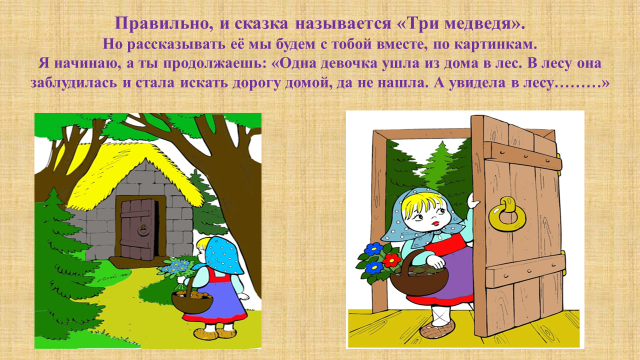 Правильно, и сказка называется «Три медведя».
Но рассказывать её мы будем с тобой вместе, по картинкам.
Я начинаю, а ты продолжаешь: «Одна девочка ушла из дома в лес. В лесу она
заблудилась и стала искать дорогу домой, да не нашла. А увидела в лесу………»